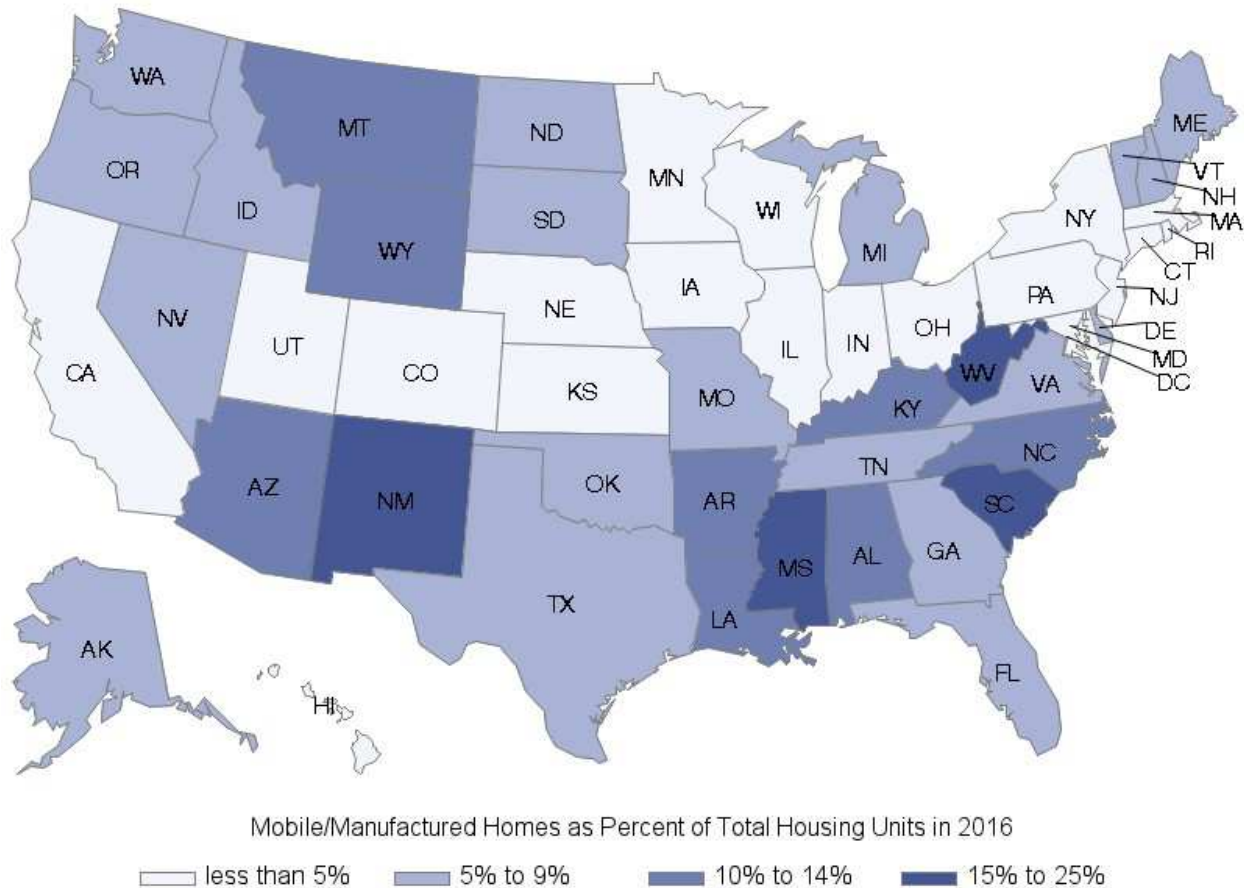 WA
MT
ND
ME
OR
MN
VT
ID
SD
WI
NH
NY
MA
WY
MI
RI
CT
IA
PA
NJ
NE
NV
OH
DE
UT
IL
IN
MD
CA
CO
WV
DC
KS
MO
VA
KY
NC
TN
AZ
OK
NM
AR
SC
GA
MS
AL
TX
LA
AK
FL
HI
Mobile/Manufactured Homes as Percent of Total Housing Units in 2016
less than 5% 5% to 9% 10% to 14% 15% to 25%